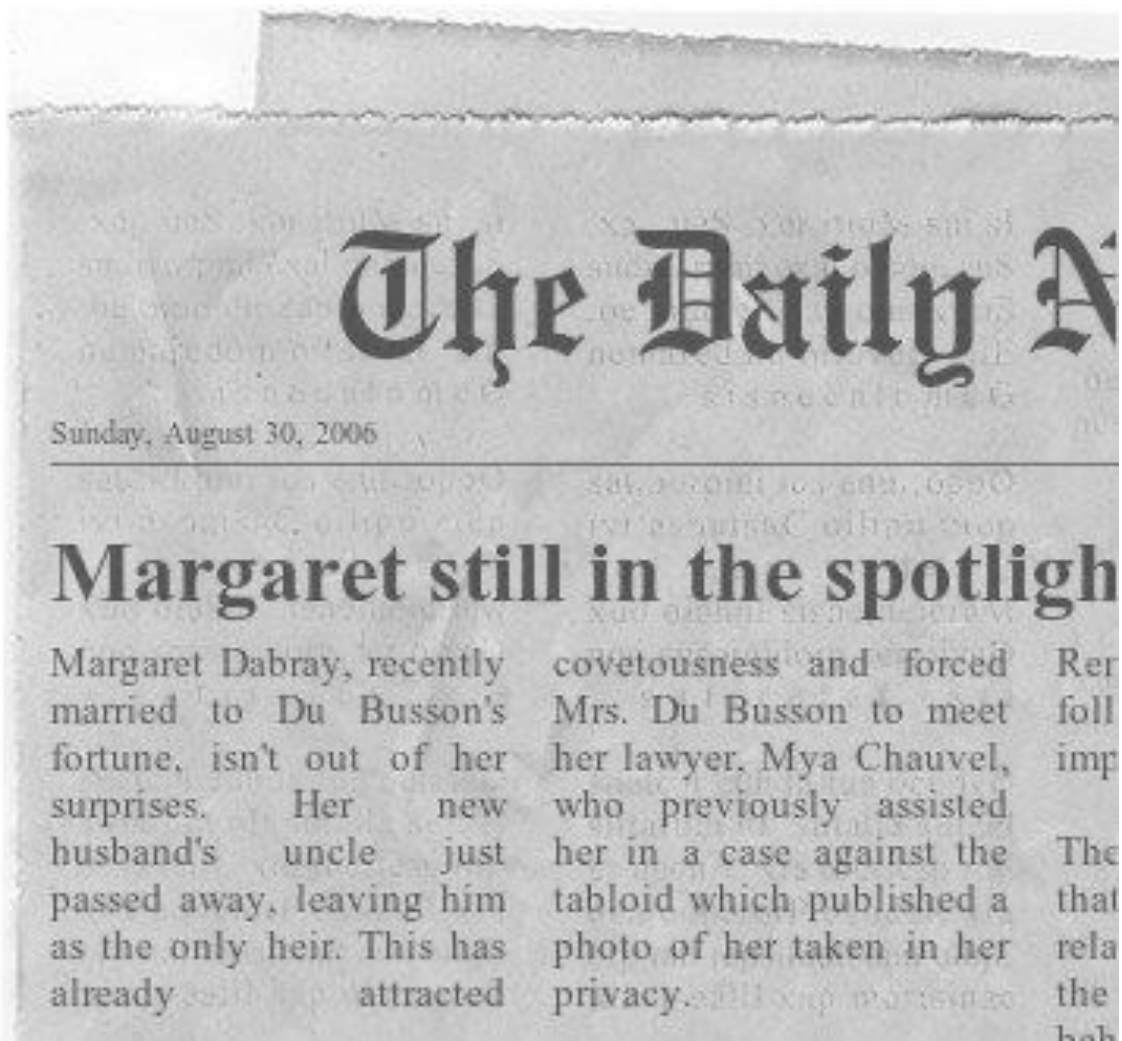 The Daily N
Sunday, August 30, 2006
Margaret still in the spotligh
Margaret Dabray, recently
married to Du Busson's
fortune, isn't out of her
surprises. Her new
husband's uncle just
passed away, leaving him
as the only heir. This has
already attracted
covetousness and forced
Mrs. Du Busson to meet
her lawyer, Mya Chauvel,
who previously assisted
her in a case against the
tabloid which published a
photo of her taken in her
privacy.
Rer
foll
imp
The
that
rela
the